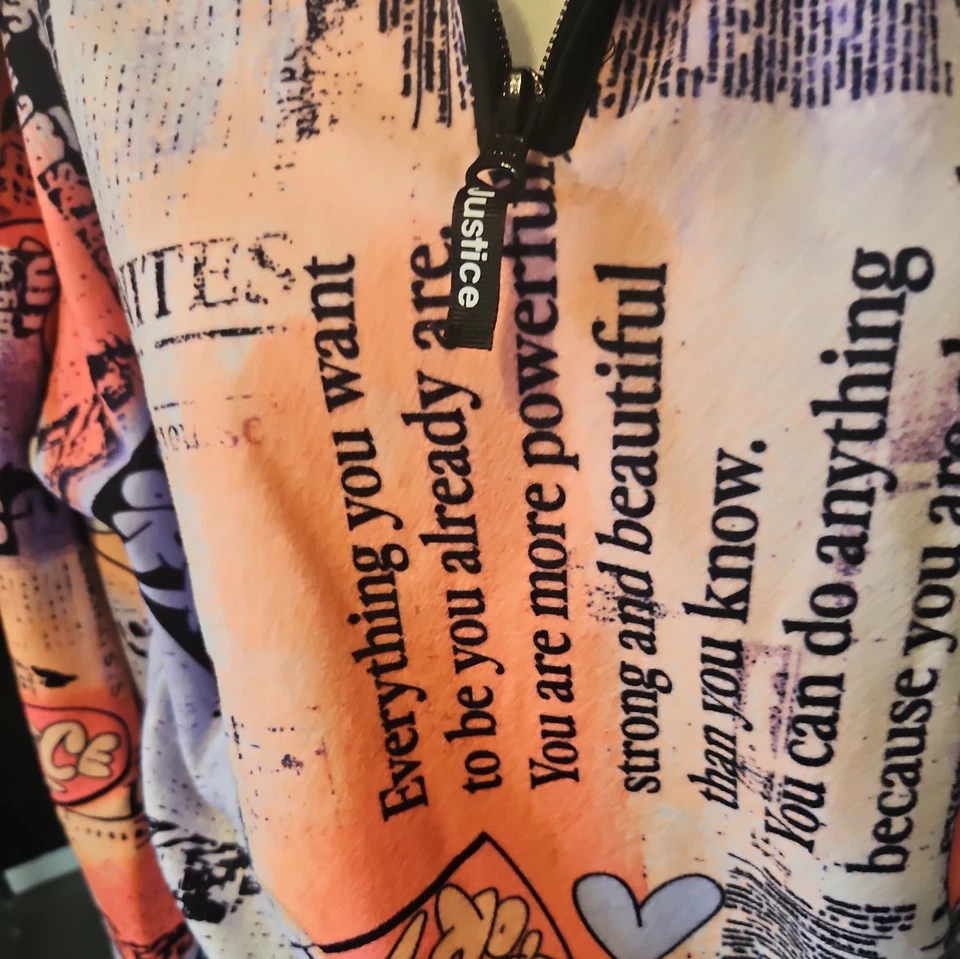 Justice
Everything you want
to be you already are.
You are more powerful
strong and beautiful
than you know.
You can do anything
because you are